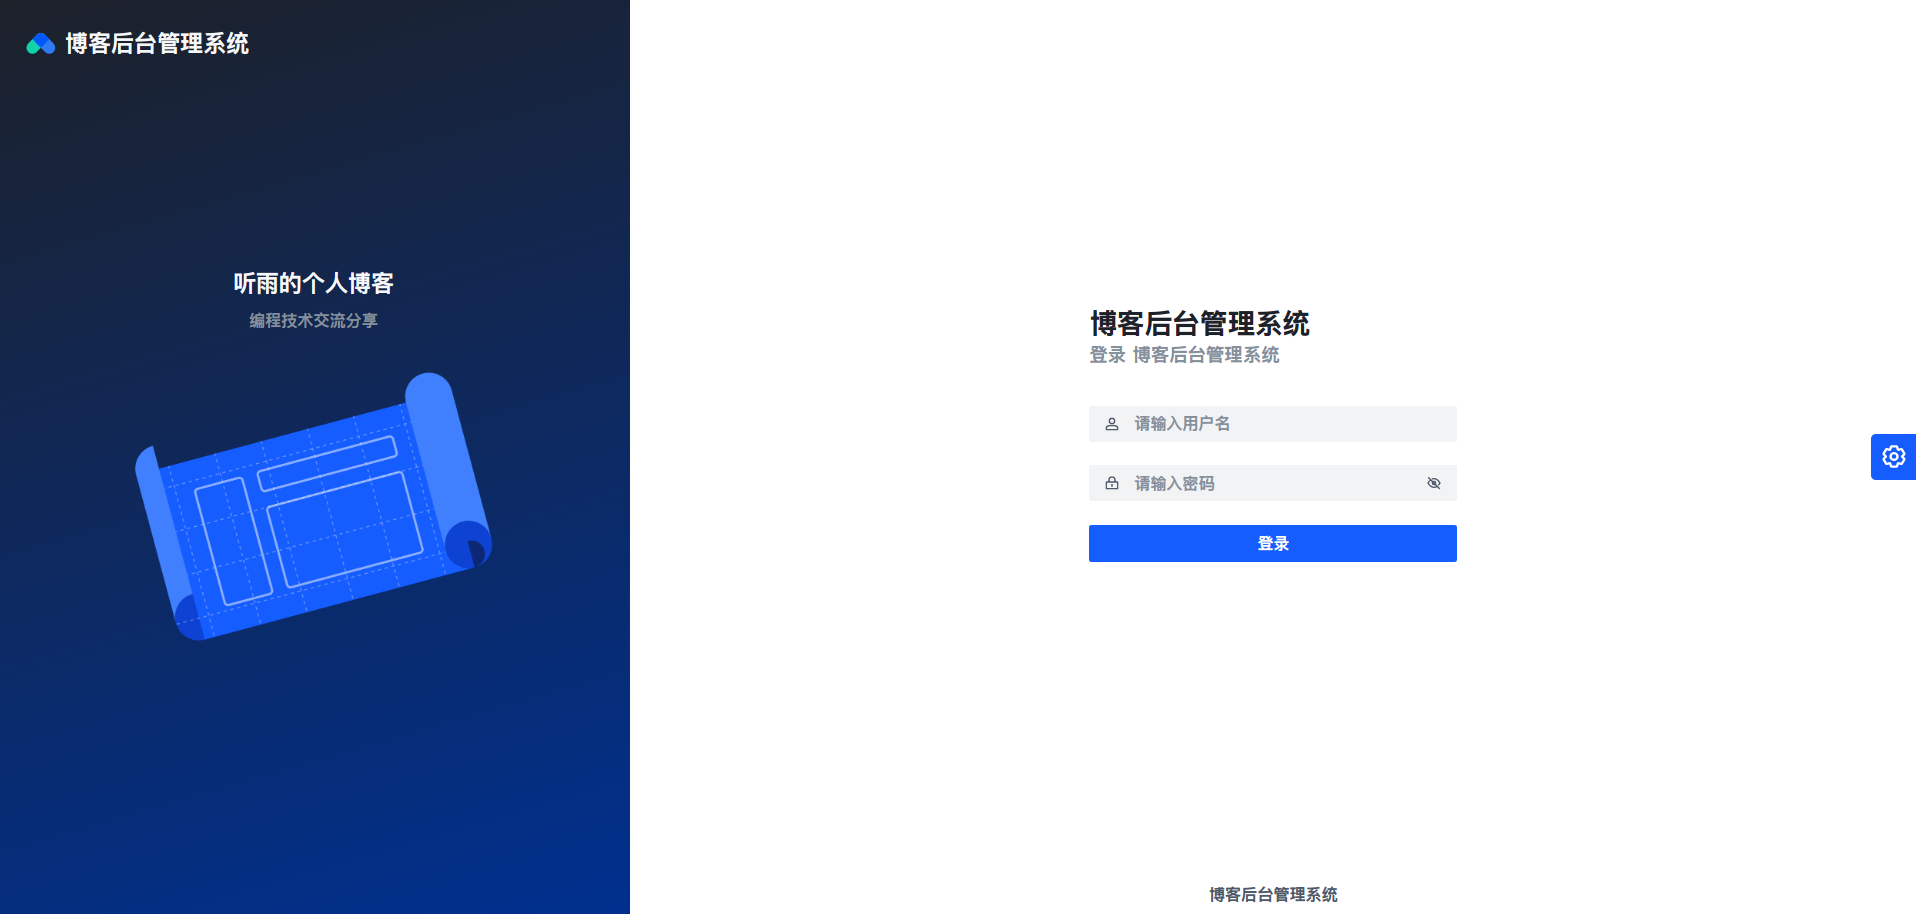 博客后台管理系统
听雨的个人博客
编程技术交流分享
博客后台管理系统
登录 博客后台管理系统
请输入用户名
请输入密码
登录
博客后台管理系统